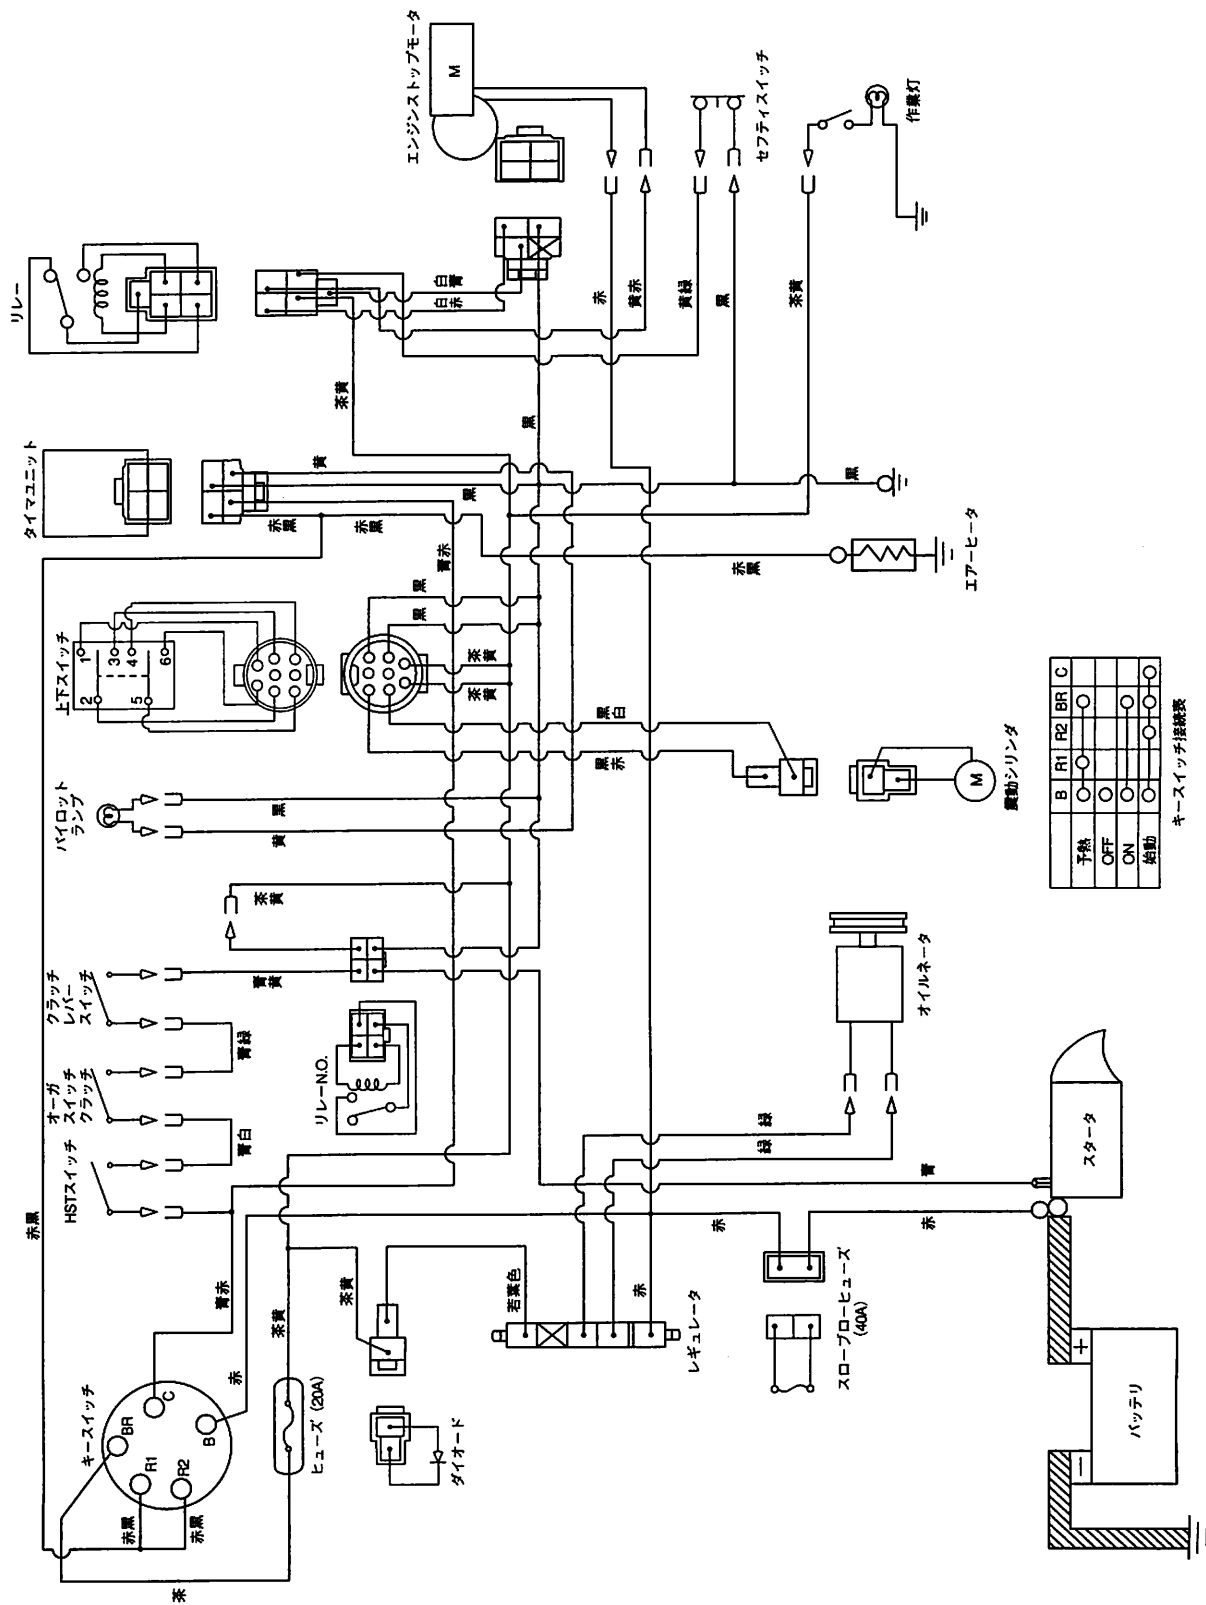 キースイッチ
R1
BR
C
R2
B
赤黒
赤黒
茶
赤黒
青赤
赤
茶黄
ヒューズ (20A)
ダイオード
茶黄
若葉色
レギュレータ
赤
HSTスイッチ
青白
オーガ
スイッチ
クラッチ
青緑
クラッチ
レバー
スイッチ
青
黄
茶
黄
リレーN.O.
パイロット
ランプ
黄
黒
上下スイッチ
1
2
3
4
5
6
黒
黒
茶黄
茶黄
黒白
黒
赤
震動シリンダ
M
タイマユニット
赤
黒
赤
黒
黒
黄
青赤
リレー
茶黄
白赤
白青
黒
エンジンストップモータ
M
赤
黄赤
黄緑
黒
セフティスイッチ
茶黄
作業灯
黒
赤
黒
エアーヒータ
オイルネータ
緑
緑
青
赤
赤
スローブローヒューズ
(40A)
スタータ
バッテリ
+
−
B R1 R2 BR C
予熱
OFF
ON
始動
キースイッチ接続表